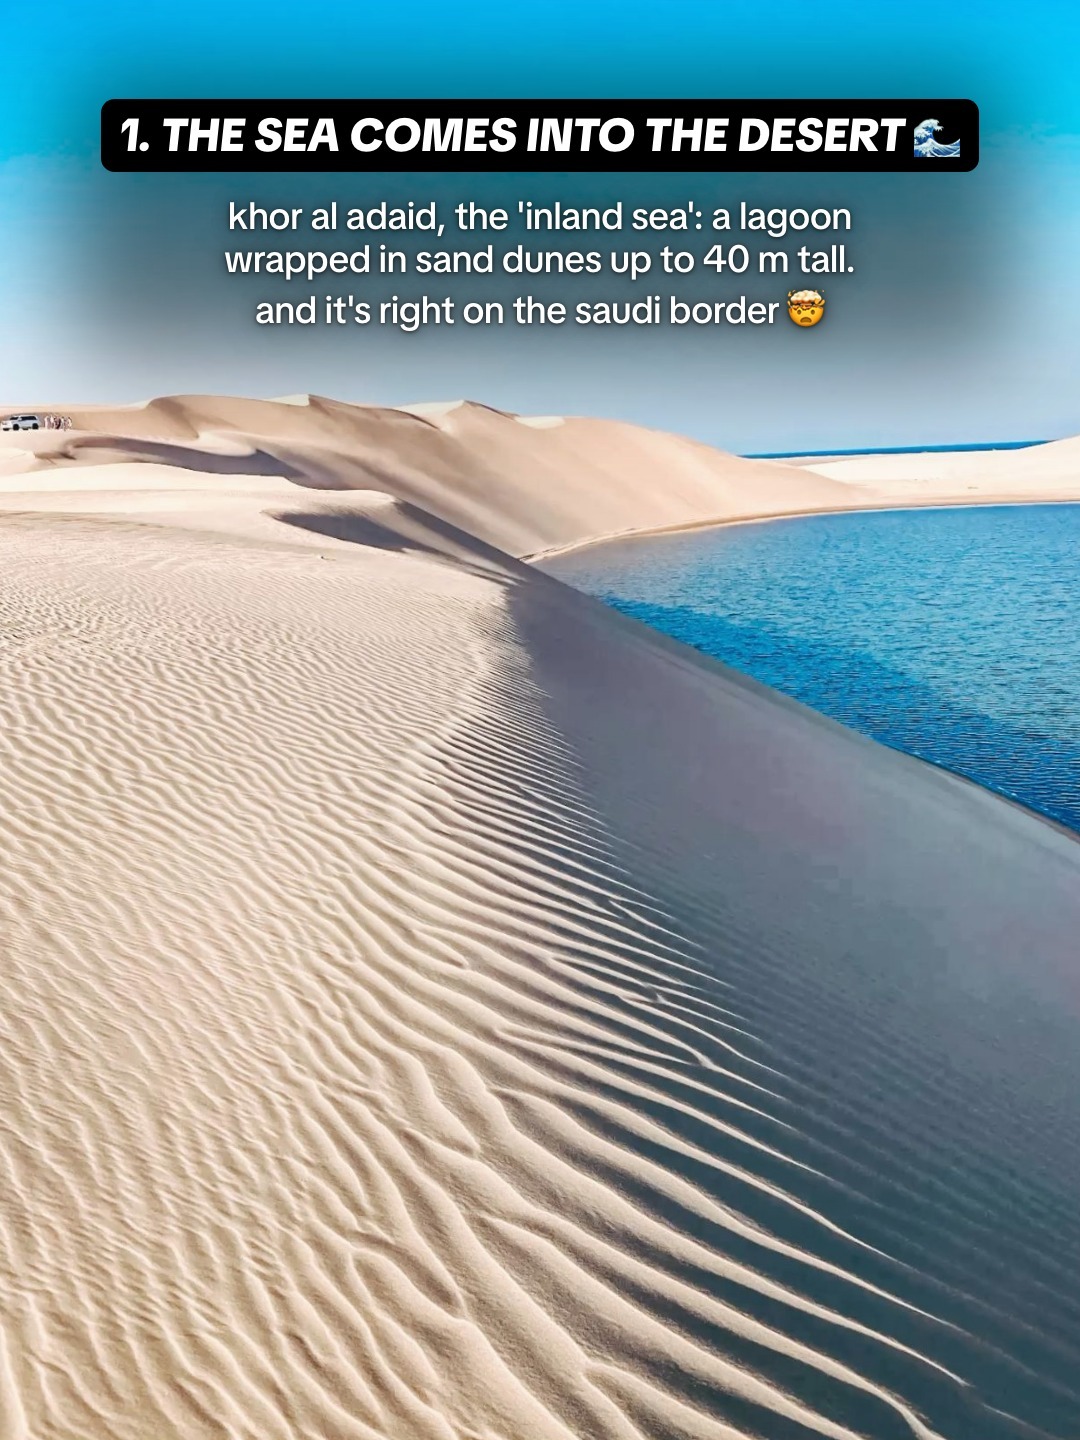 1. THE SEA COMES INTO THE DESERT 🌊
khor al adaid, the 'inland sea': a lagoon
wrapped in sand dunes up to 40 m tall.
and it's right on the saudi border 🤯